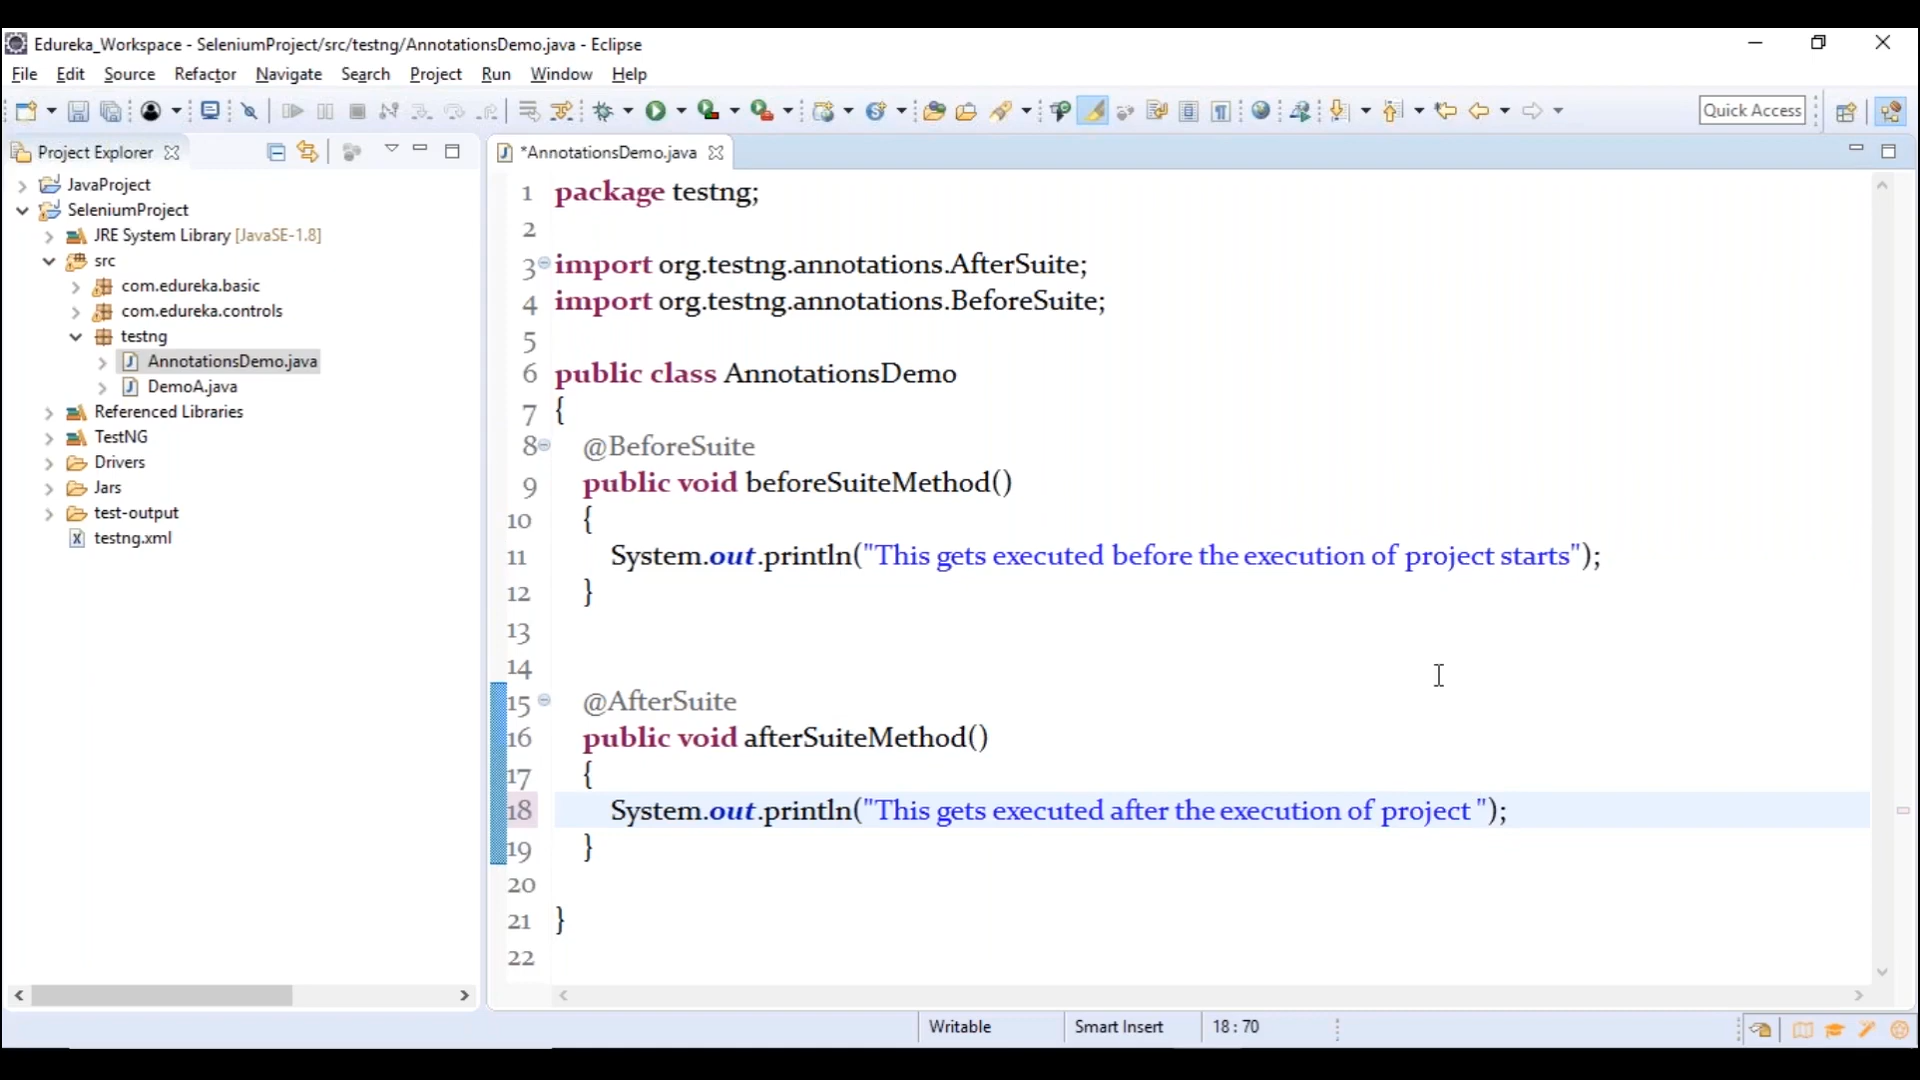 Edureka_Workspace - SeleniumProject/src/testng/AnnotationsDemo.java - Eclipse
File Edit Source Refactor Navigate Search Project Run Window Help
Quick Access
Project Explorer
JavaProject
SeleniumProject
JRE System Library [JavaSE-1.8]
src
com.edureka.basic
com.edureka.controls
testng
AnnotationsDemo.java
DemoA.java
Referenced Libraries
TestNG
Drivers
Jars
test-output
testng.xml
*AnnotationsDemo.java
1 package testng;
2
3 import org.testng.annotations.AfterSuite;
4 import org.testng.annotations.BeforeSuite;
5
6 public class AnnotationsDemo
7 {
8 @BeforeSuite
9 public void beforeSuiteMethod()
10 {
11 System.out.println("This gets executed before the execution of project starts");
12 }
13
14
15 @AfterSuite
16 public void afterSuiteMethod()
17 {
18 System.out.println("This gets executed after the execution of project ");
19 }
20
21 }
22
Writable Smart Insert 18 : 70